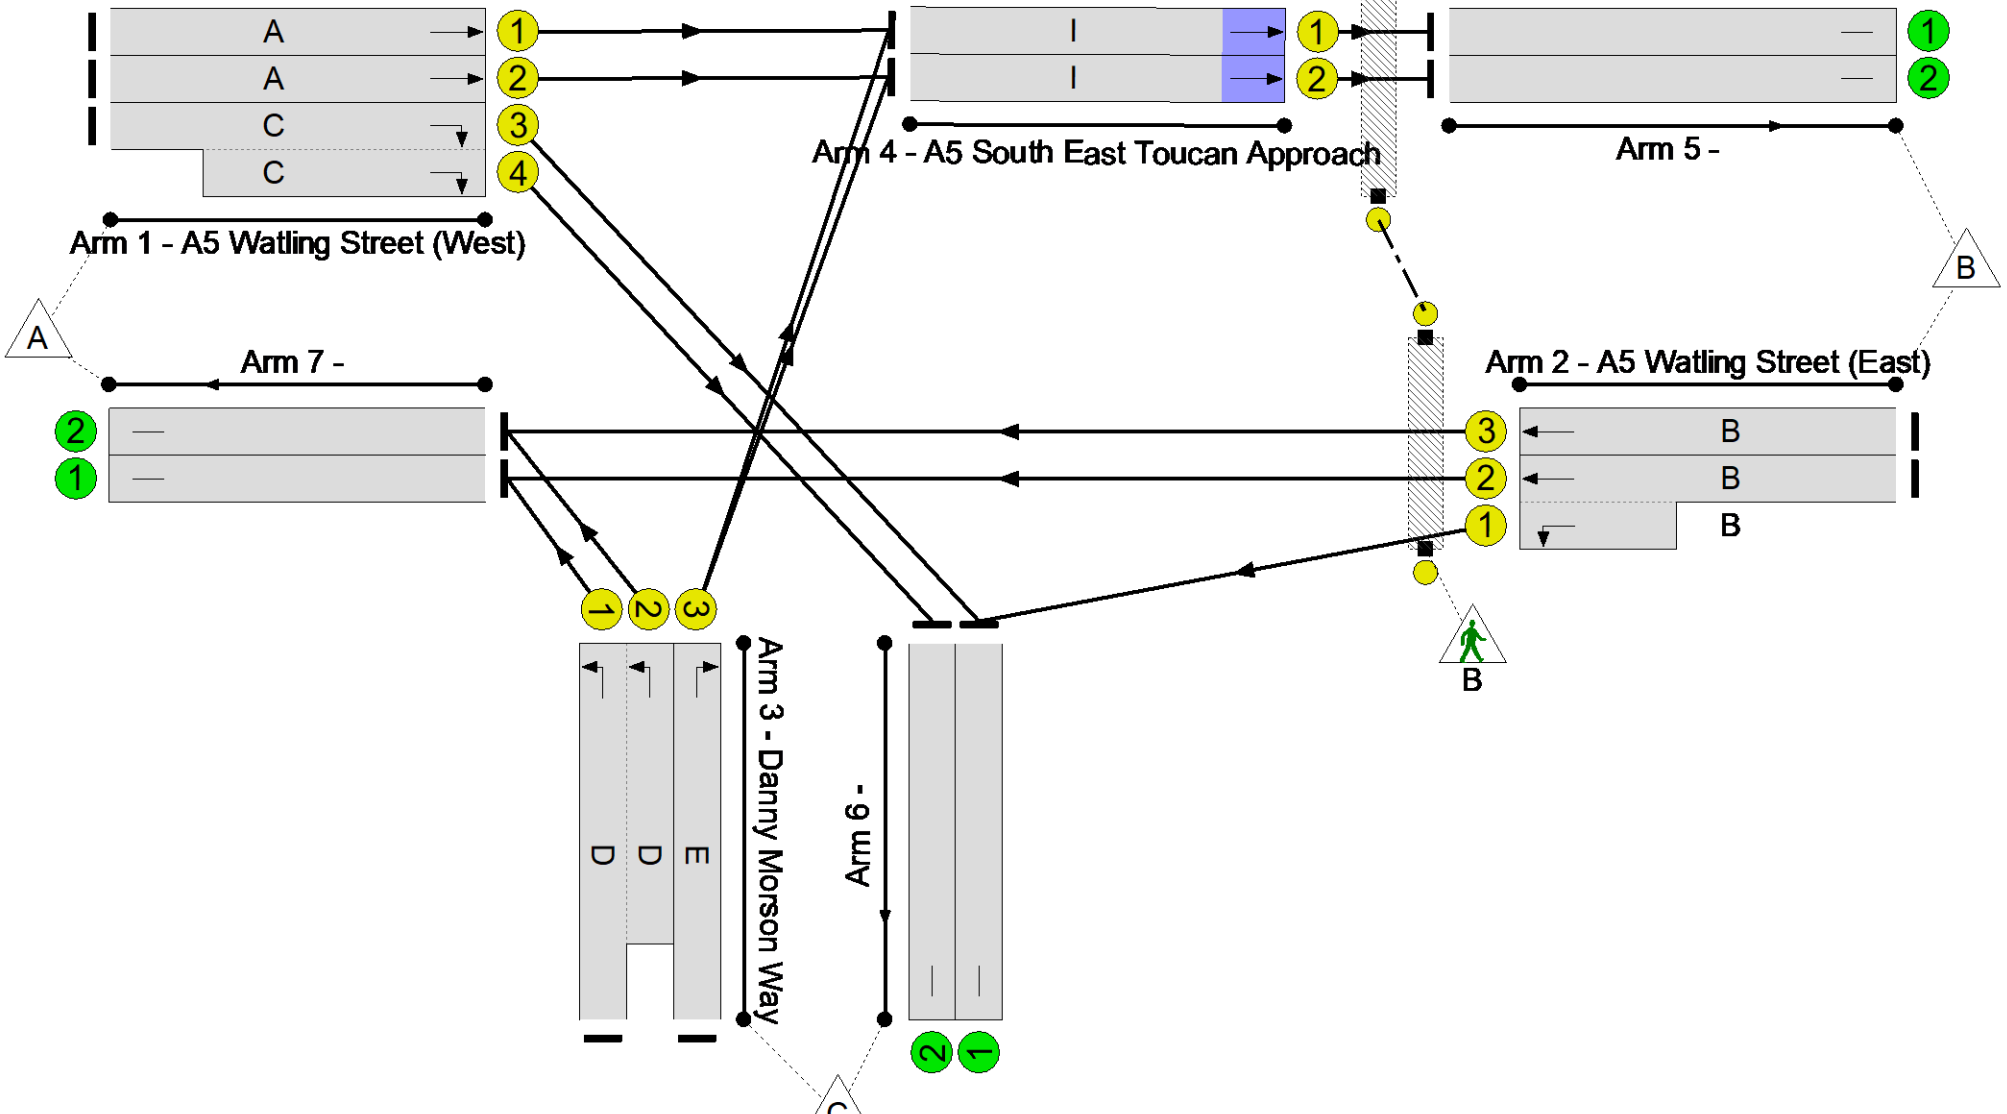 A → 1
A → 2
C 3
C 4
Arm 1 - A5 Watling Street (West)
I 1
I 2
Arm 4 - A5 South East Toucan Approach
1
2
Arm 5 -
A
B
Arm 7 -
2
1
Arm 2 - A5 Watling Street (East)
3 B
2 B
1 B
1 2 3
D D E
Arm 3 - Danny Morson Way
Arm 6 -
2 1
B
C